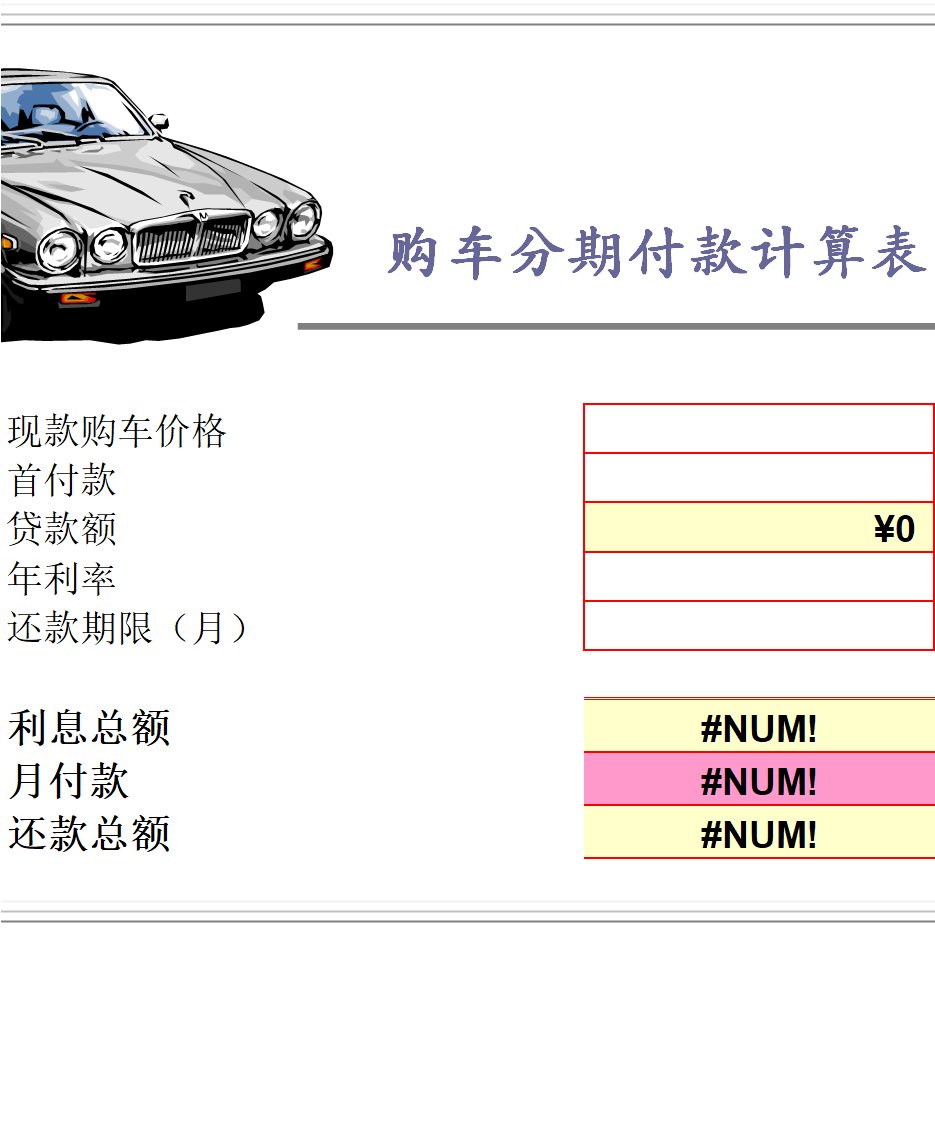 购车分期付款计算表
现款购车价格
首付款
贷款额 ¥0
年利率
还款期限（月）
利息总额 #NUM!
月付款 #NUM!
还款总额 #NUM!